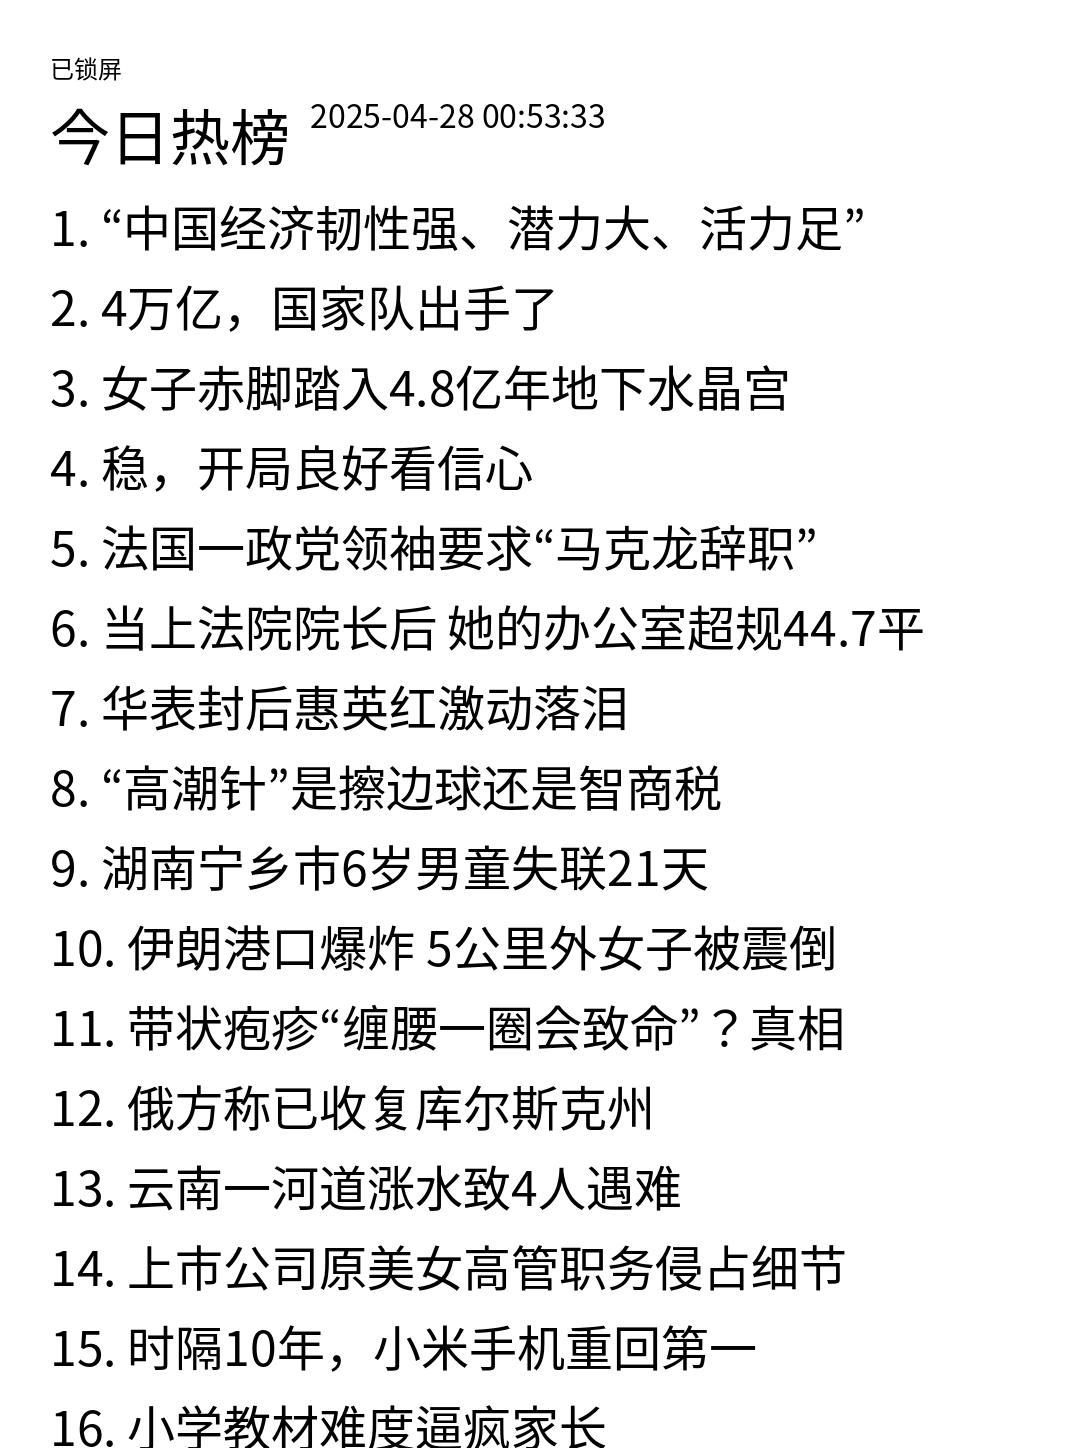 已锁屏
今日热榜 2025-04-28 00:53:33
1. “中国经济韧性强、潜力大、活力足”
2. 4万亿，国家队出手了
3. 女子赤脚踏入4.8亿年地下水晶宫
4. 稳，开局良好看信心
5. 法国一政党领袖要求“马克龙辞职”
6. 当上法院院长后 她的办公室超规44.7平
7. 华表封后惠英红激动落泪
8. “高潮针”是擦边球还是智商税
9. 湖南宁乡市6岁男童失联21天
10. 伊朗港口爆炸 5公里外女子被震倒
11. 带状疱疹“缠腰一圈会致命”？真相
12. 俄方称已收复库尔斯克州
13. 云南一河道涨水致4人遇难
14. 上市公司原美女高管职务侵占细节
15. 时隔10年，小米手机重回第一
16. 小学教材难度逼疯家长